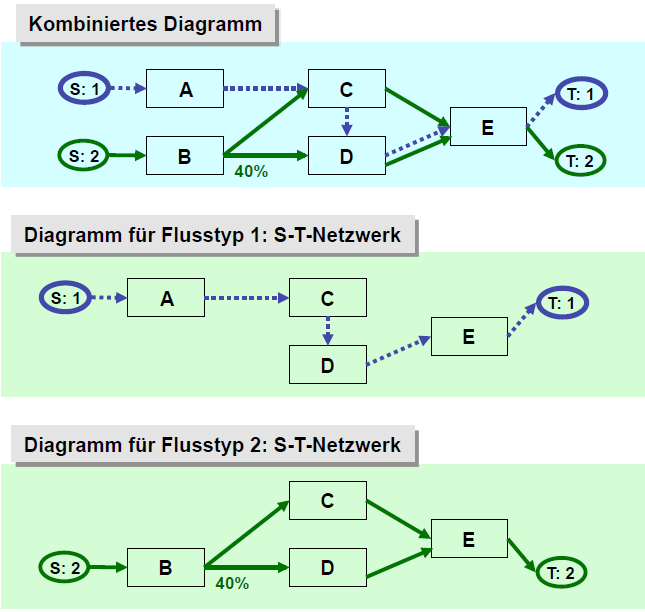 Kombiniertes Diagramm
S: 1
A
C
T: 1
E
S: 2
B
D
T: 2
40%
Diagramm für Flusstyp 1: S-T-Netzwerk
S: 1
A
C
T: 1
E
D
Diagramm für Flusstyp 2: S-T-Netzwerk
C
E
S: 2
B
D
T: 2
40%